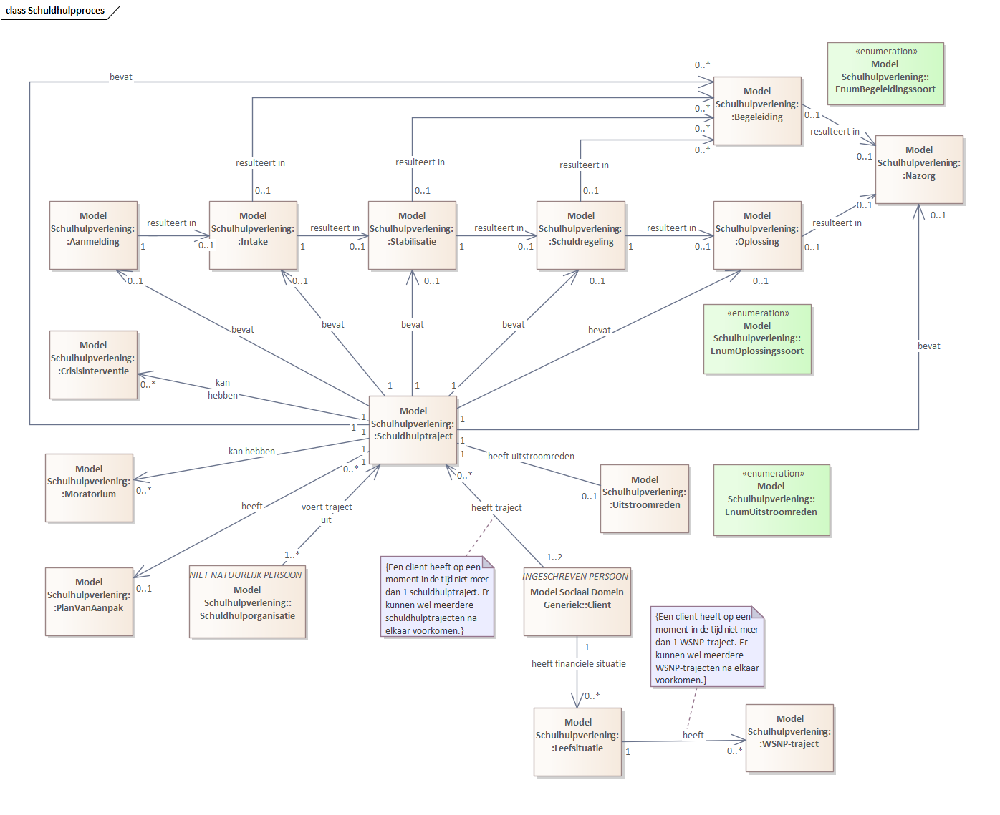 class Schuldhulpproces
«enumeration»
Model
Schulhulpverlening::
EnumBegeleidingssoort
bevat
0..*
Model
Schulhulpverlening:
:Begeleiding
0..*
0..*
0..*
0..1
resulteert in
0..1
Model
Schulhulpverlening:
:Nazorg
0..1
0..1
resulteert in
0..1
resulteert in
0..1
resulteert in
0..1
Model
Schulhulpverlening:
:Aanmelding
resulteert in
1
0..1
Model
Schulhulpverlening:
:Intake
resulteert in
1
0..1
Model
Schulhulpverlening:
:Stabilisatie
resulteert in
1
0..1
Model
Schulhulpverlening:
:Schuldregeling
resulteert in
1
0..1
Model
Schulhulpverlening:
:Oplossing
resulteert in
0..1
0..1
0..1
0..1
0..1
0..1
bevat
bevat
bevat
bevat
bevat
bevat
«enumeration»
Model
Schulhulpverlening::
EnumOplossingssoort
Model
Schulhulpverlening:
:Crisisinterventie
0..*
kan
hebben
1
1
1
Model
Schulhulpverlening:
:Schuldhulptraject
1
1
1
1
1
1
1
1
1
kan hebben
Model
Schulhulpverlening:
:Moratorium
0..*
0..*
0..*
heeft uitstroomreden
0..1
Model
Schulhulpverlening:
:Uitstroomreden
«enumeration»
Model
Schulhulpverlening::
EnumUitstroomreden
heeft
voert traject
uit
heeft traject
1..*
1..2
Model
Schulhulpverlening:
:PlanVanAanpak
0..1
NIET NATUURLIJK PERSOON
Model
Schulhulpverlening::
Schuldhulporganisatie
{Een client heeft op een
moment in de tijd niet meer
dan 1 schuldhulptraject. Er
kunnen wel meerdere
schuldhulptrajecten na
elkaar voorkomen.}
INGESCHREVEN PERSOON
Model Sociaal Domein
Generiek::Client
1
heeft financiele situatie
0..*
{Een client heeft op een
moment in de tijd niet meer
dan 1 WSNP-traject. Er
kunnen wel meerdere
WSNP-trajecten na elkaar
voorkomen.}
Model
Schulhulpverlening:
:Leefsituatie
1
heeft
0..*
Model
Schulhulpverlening:
:WSNP-traject